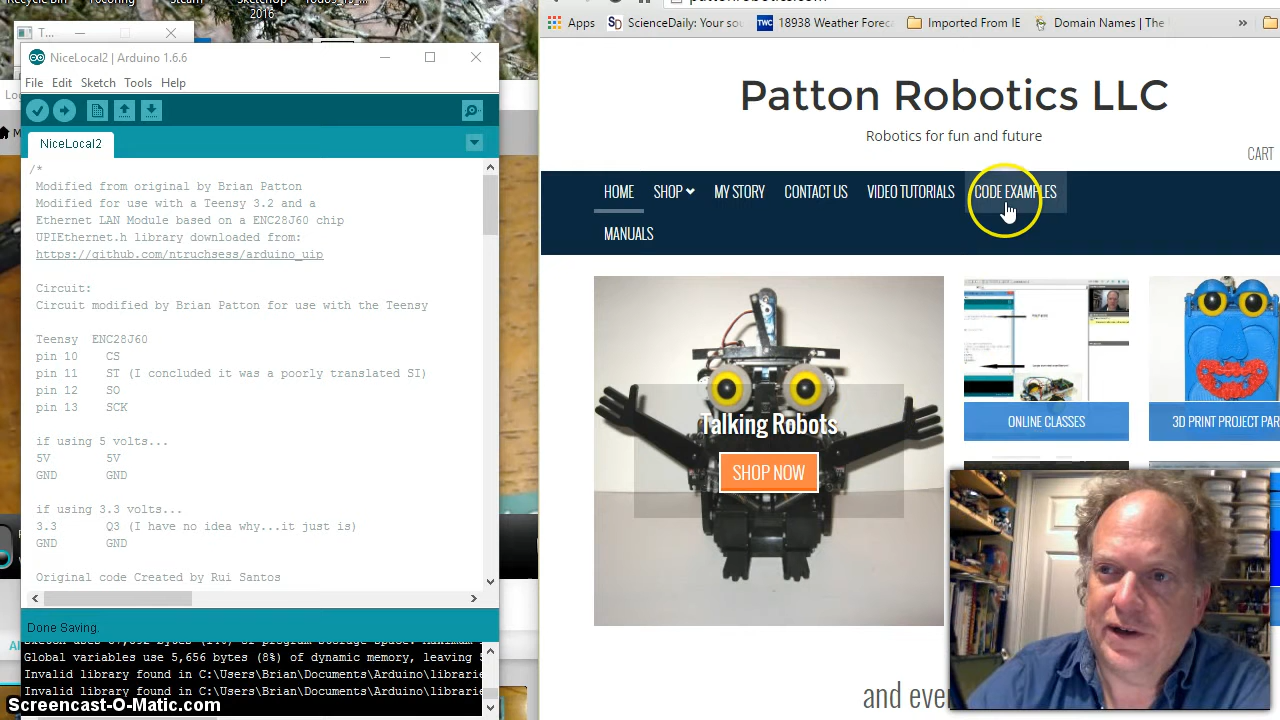 2016
T...
NiceLocal2 | Arduino 1.6.6
File Edit Sketch Tools Help
NiceLocal2
/*
Modified from original by Brian Patton
Modified for use with a Teensy 3.2 and a
Ethernet LAN Module based on a ENC28J60 chip
UPIEthernet.h library downloaded from:
https://github.com/ntruchsess/arduino_uip
Circuit:
Circuit modified by Brian Patton for use with the Teensy
Teensy ENC28J60
pin 10 CS
pin 11 ST (I concluded it was a poorly translated SI)
pin 12 SO
pin 13 SCK
if using 5 volts...
5V 5V
GND GND
if using 3.3 volts...
3.3 Q3 (I have no idea why...it just is)
GND GND
Original code Created by Rui Santos
Done Saving.
Global variables use 5,656 bytes (8%) of dynamic memory, leaving
Invalid library found in C:\Users\Brian\Documents\Arduino\librarie
Invalid library found in C:\Users\Brian\Documents\Arduino\librarie
Screencast-O-Matic.com
Apps ScienceDaily: Your sou 18938 Weather Forec Imported From IE Domain Names | The »
Patton Robotics LLC
Robotics for fun and future
CART
HOME SHOP MY STORY CONTACT US VIDEO TUTORIALS CODE EXAMPLES
MANUALS
Talking Robots
SHOP NOW
ONLINE CLASSES
3D PRINT PROJECT PAR
and ever